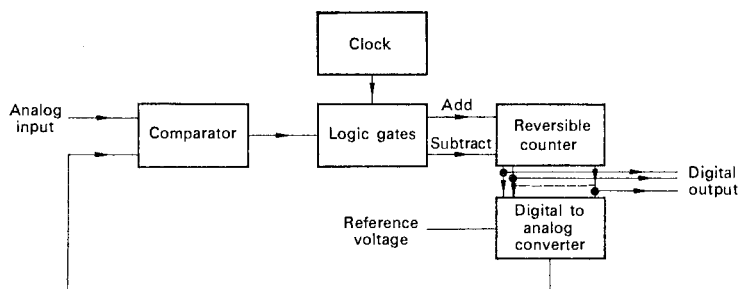 Clock
Analog
input
Comparator
Logic gates
Add
Subtract
Reversible
counter
Digital
output
Reference
voltage
Digital to
analog
converter